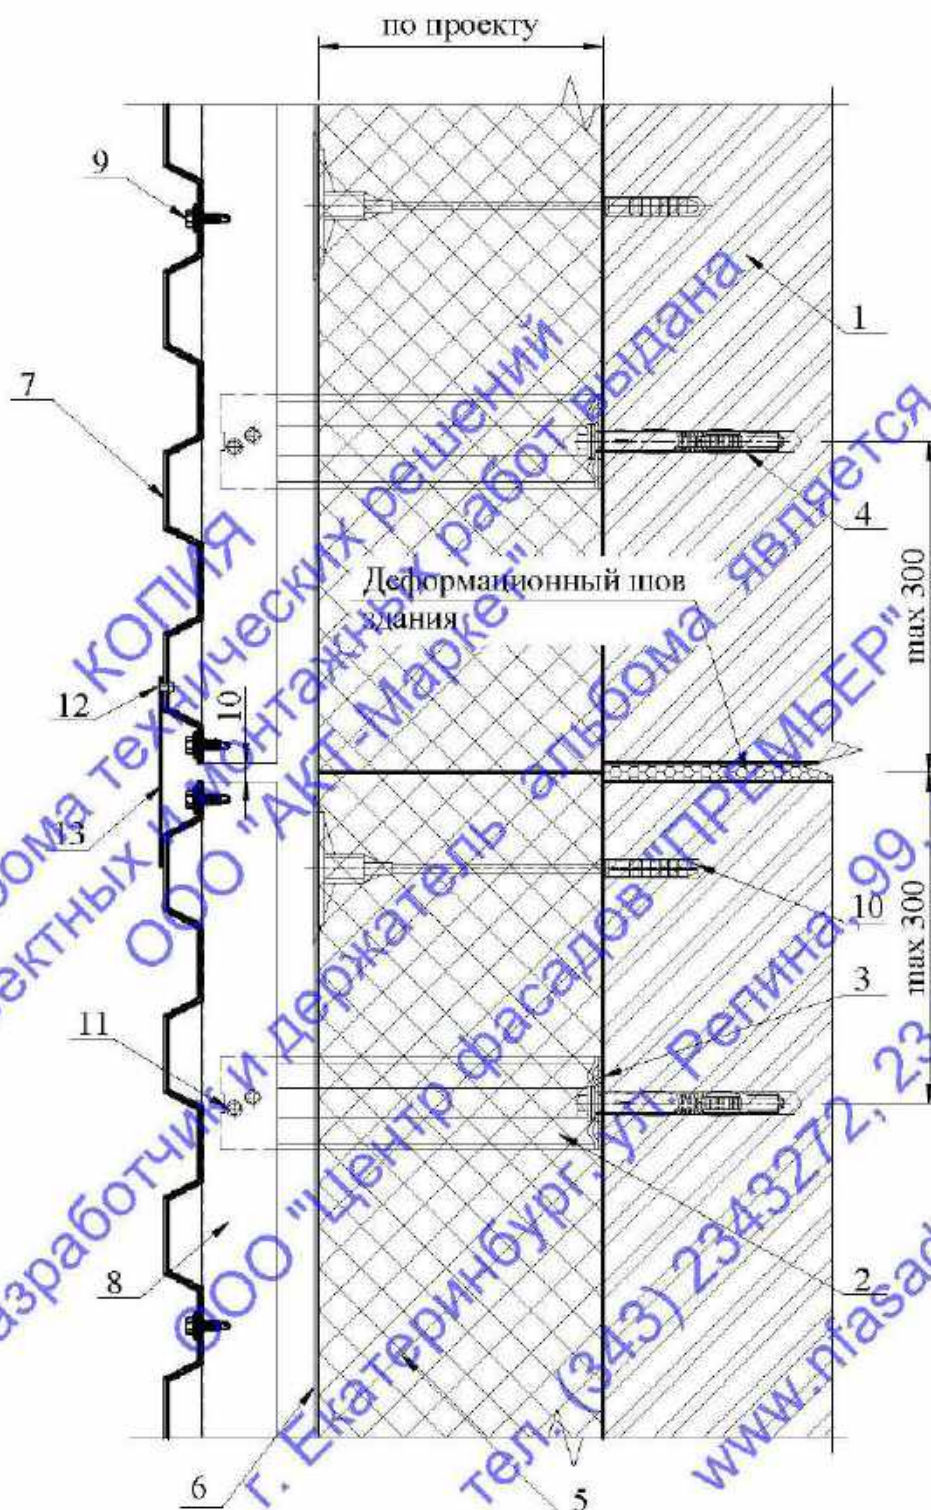 по проекту
9
1
7
4
Деформационный шов
здания
max 300
12
10
13
10
max 300
3
11
8
2
6
5
КОПИЯ
технических решений
и монтажных работ выдана
ООО "АКТ-Маркет"
Разработчик и держатель альбома является
ООО "Центр фасадов "ПРЕМЬЕР"
г. Екатеринбург, ул. Репина, 99,
тел. (343) 2343272, 23
www.nfasad